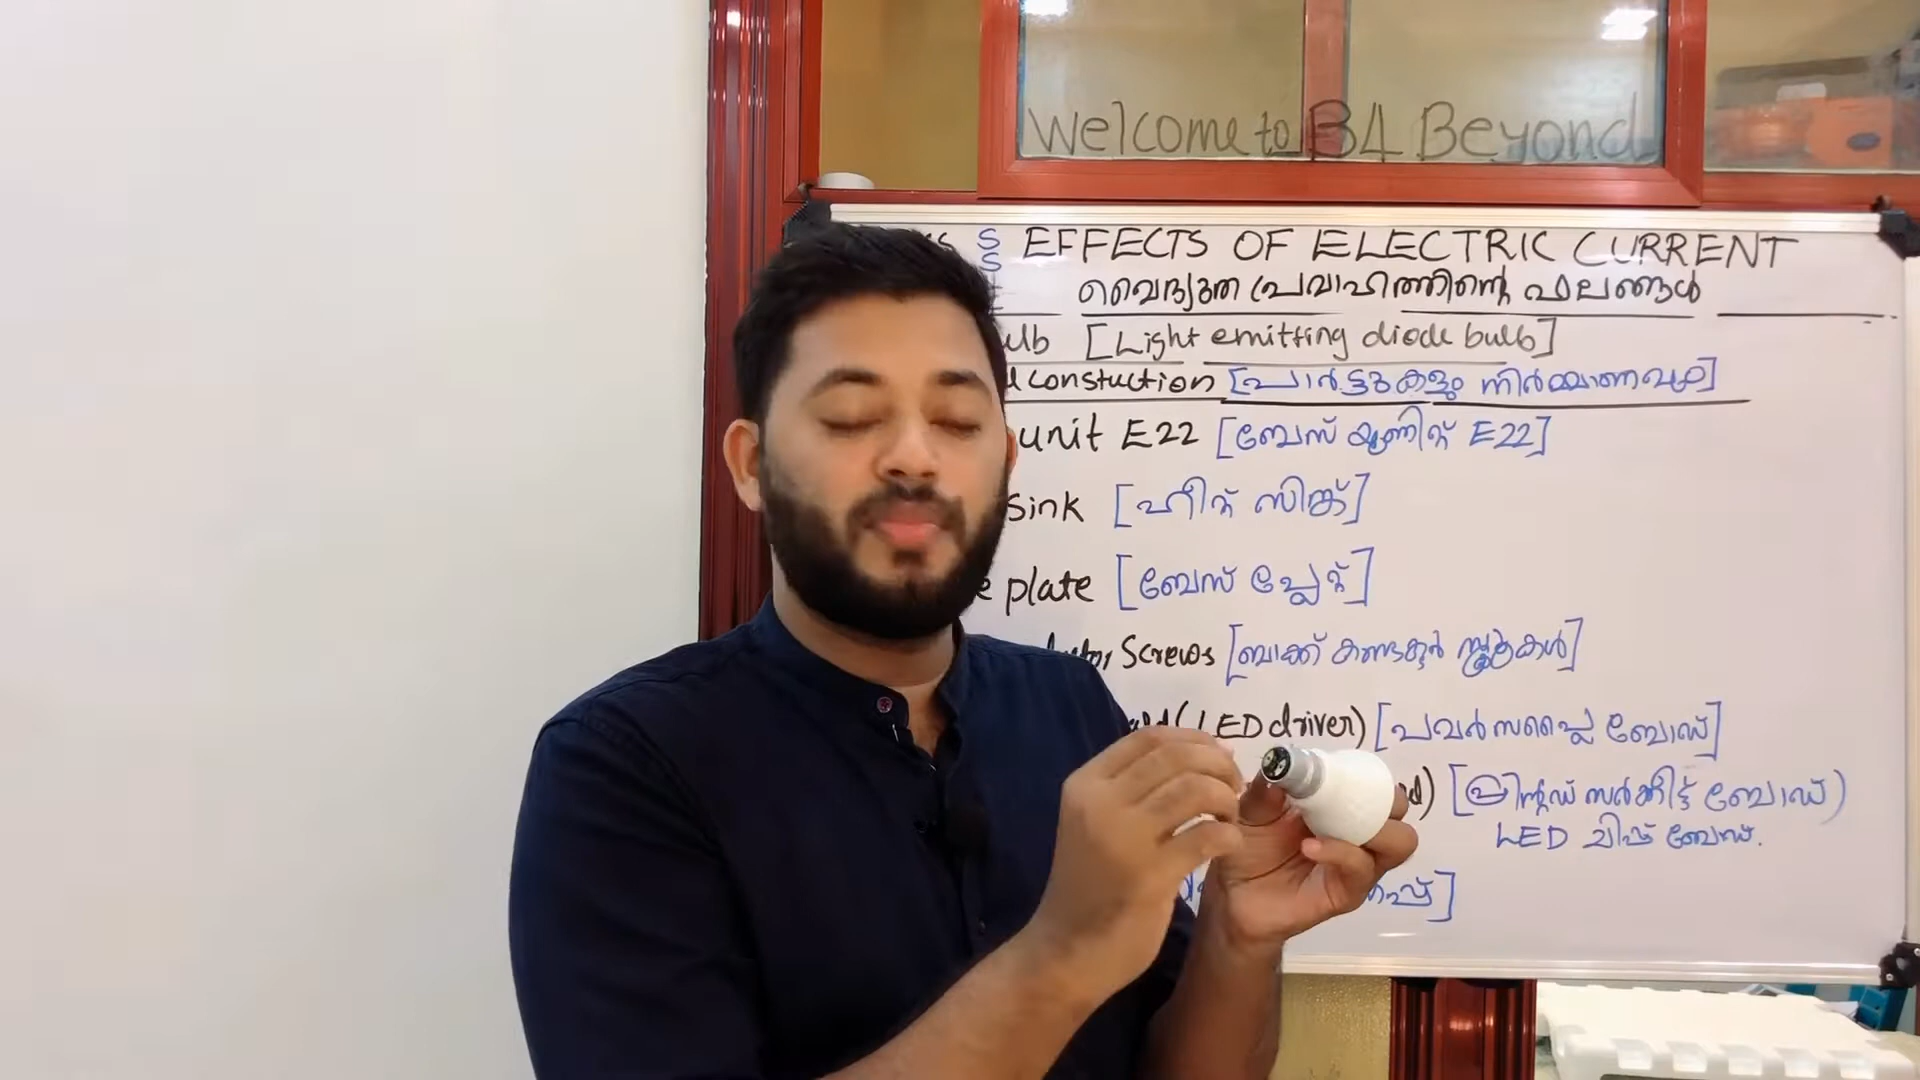 Welcome to B4 Beyond
SS EFFECTS OF ELECTRIC CURRENT
വൈദ്യുത പ്രവാഹത്തിന്റെ ഫലങ്ങൾ
ulb [Light emitting diode bulb]
constuction [പാർട്ടുകളും നിർമ്മാണവും]
unit E22 [ബേസ് യൂണിറ്റ് E22]
sink [ഹീറ്റ് സിങ്ക്]
plate [ബേസ് പ്ലേറ്റ്]
Screws [ബാക്ക് കണ്ടക്ടർ സ്ക്രൂകൾ]
(LED driver) [പവർ സപ്ലൈ ബോഡ്]
[പ്രിന്റഡ് സർക്കീട്ട് ബോഡ്)
LED ചിപ്പ് ബോഡ്.